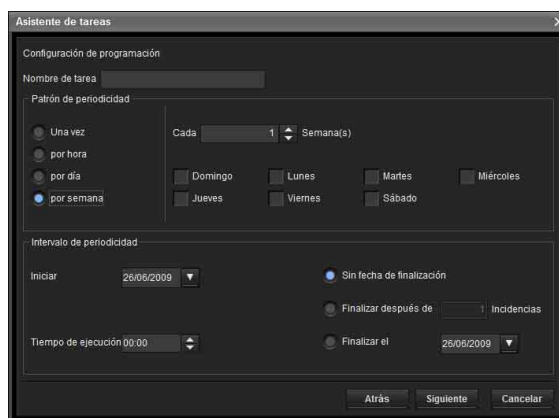 Asistente de tareas
Configuración de programación
Nombre de tarea
Patrón de periodicidad
Una vez
por hora
por día
por semana
Cada 1 Semana(s)
Domingo Lunes Martes Miércoles
Jueves Viernes Sábado
Intervalo de periodicidad
Iniciar 26/06/2009
Tiempo de ejecución 00:00
Sin fecha de finalización
Finalizar después de 1 Incidencias
Finalizar el 26/06/2009
Atrás Siguiente Cancelar